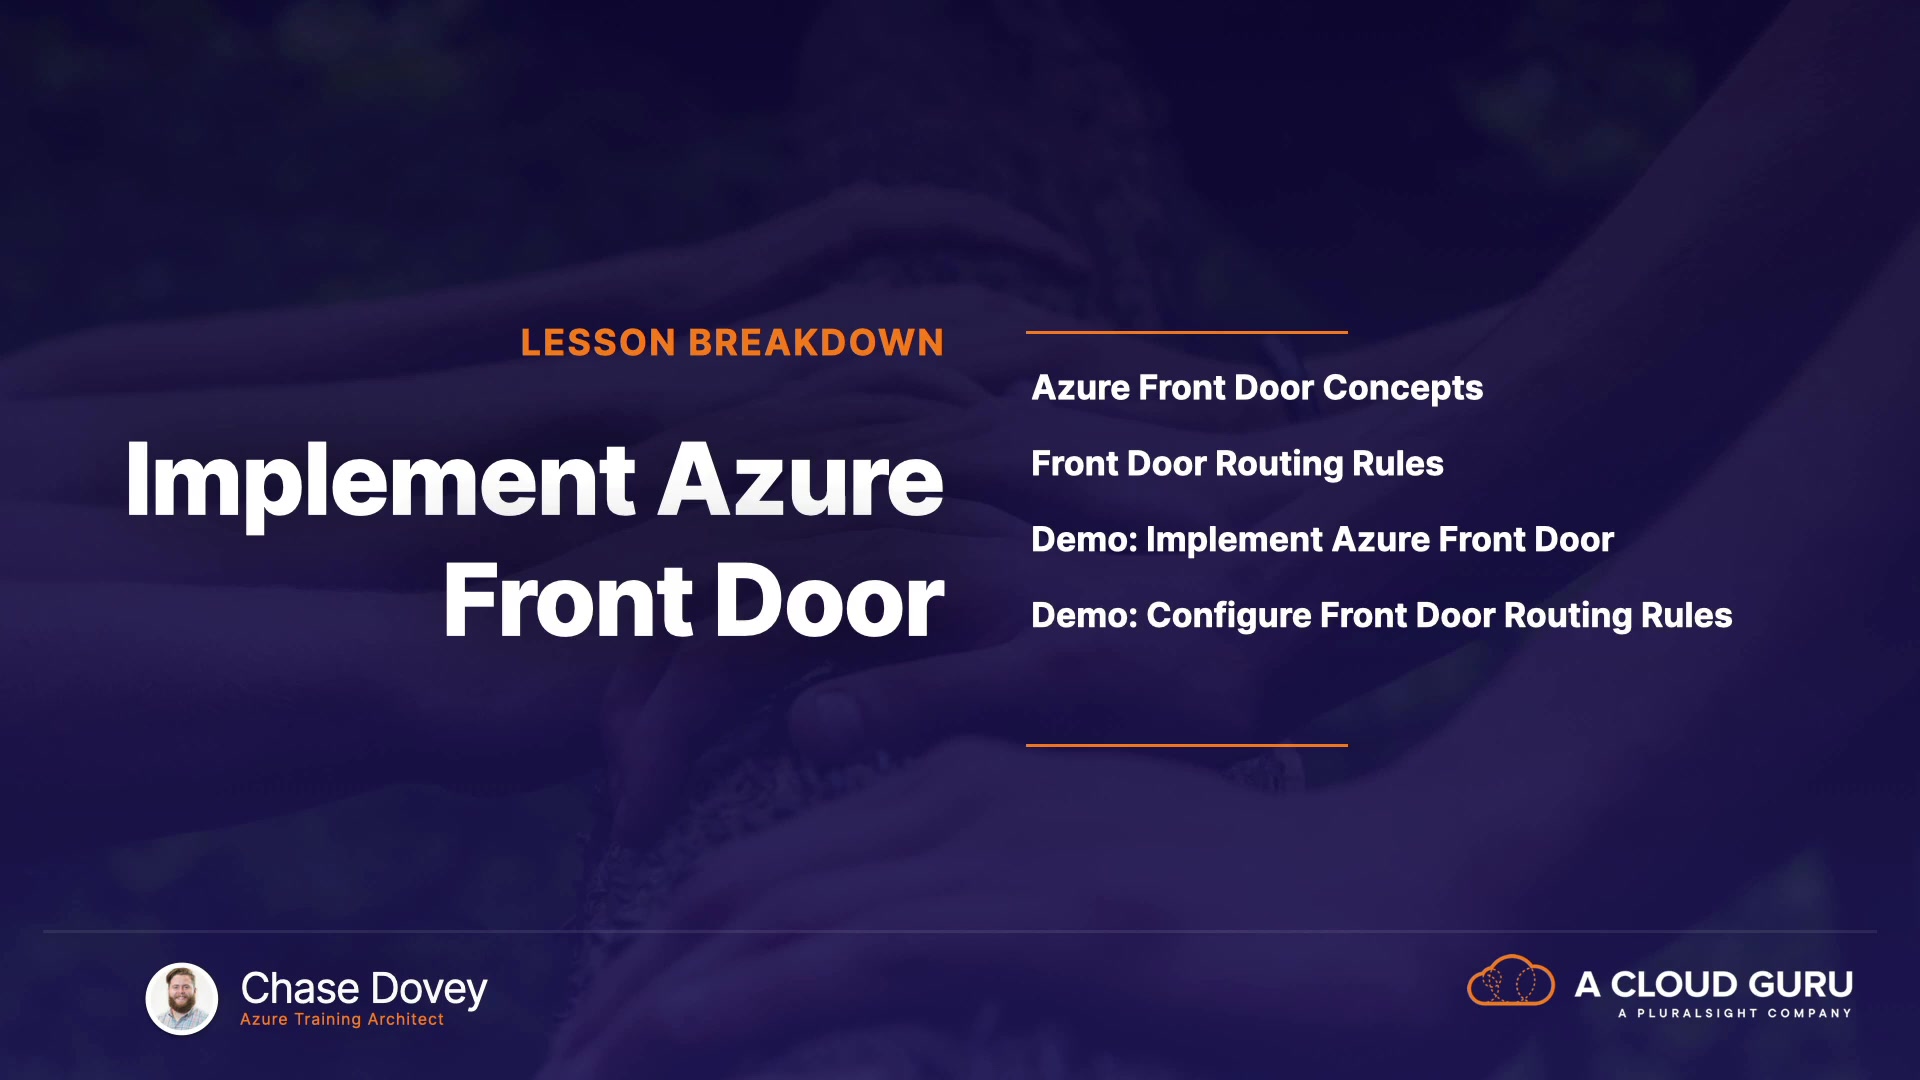 LESSON BREAKDOWN
Implement Azure
Front Door
Azure Front Door Concepts
Front Door Routing Rules
Demo: Implement Azure Front Door
Demo: Configure Front Door Routing Rules
Chase Dovey
Azure Training Architect
A CLOUD GURU
A PLURALSIGHT COMPANY